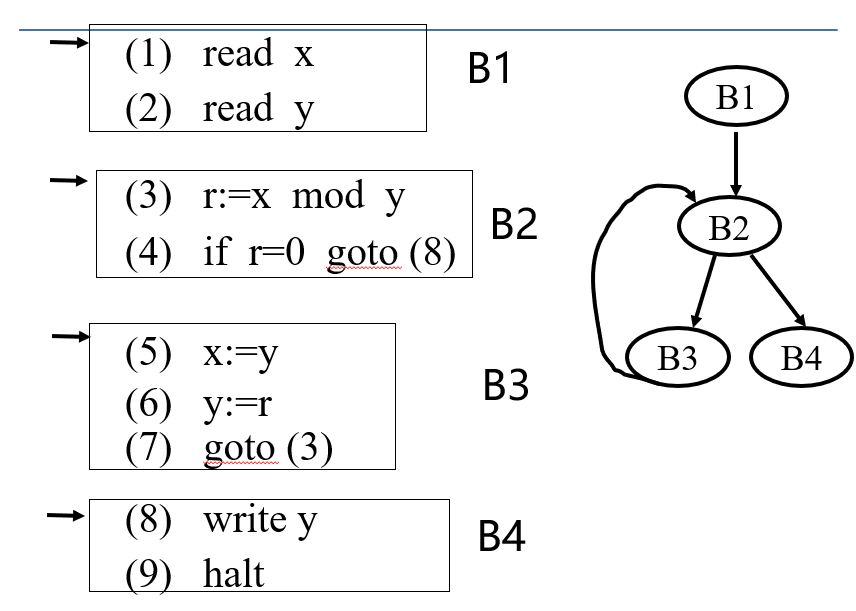 (1) read x
(2) read y
B1
(3) r:=x mod y
(4) if r=0 goto (8)
B2
(5) x:=y
(6) y:=r
(7) goto (3)
B3
(8) write y
(9) halt
B4
B1
B2
B3
B4